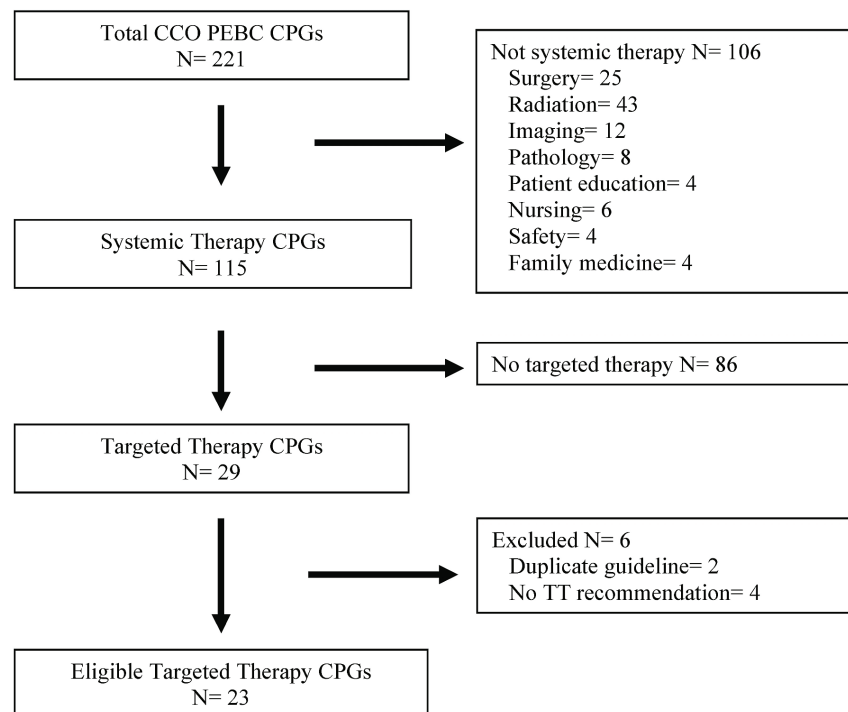 Total CCO PEBC CPGs
N= 221
Not systemic therapy N= 106
Surgery= 25
Radiation= 43
Imaging= 12
Pathology= 8
Patient education= 4
Nursing= 6
Safety= 4
Family medicine= 4
Systemic Therapy CPGs
N= 115
No targeted therapy N= 86
Targeted Therapy CPGs
N= 29
Excluded N= 6
Duplicate guideline= 2
No TT recommendation= 4
Eligible Targeted Therapy CPGs
N= 23